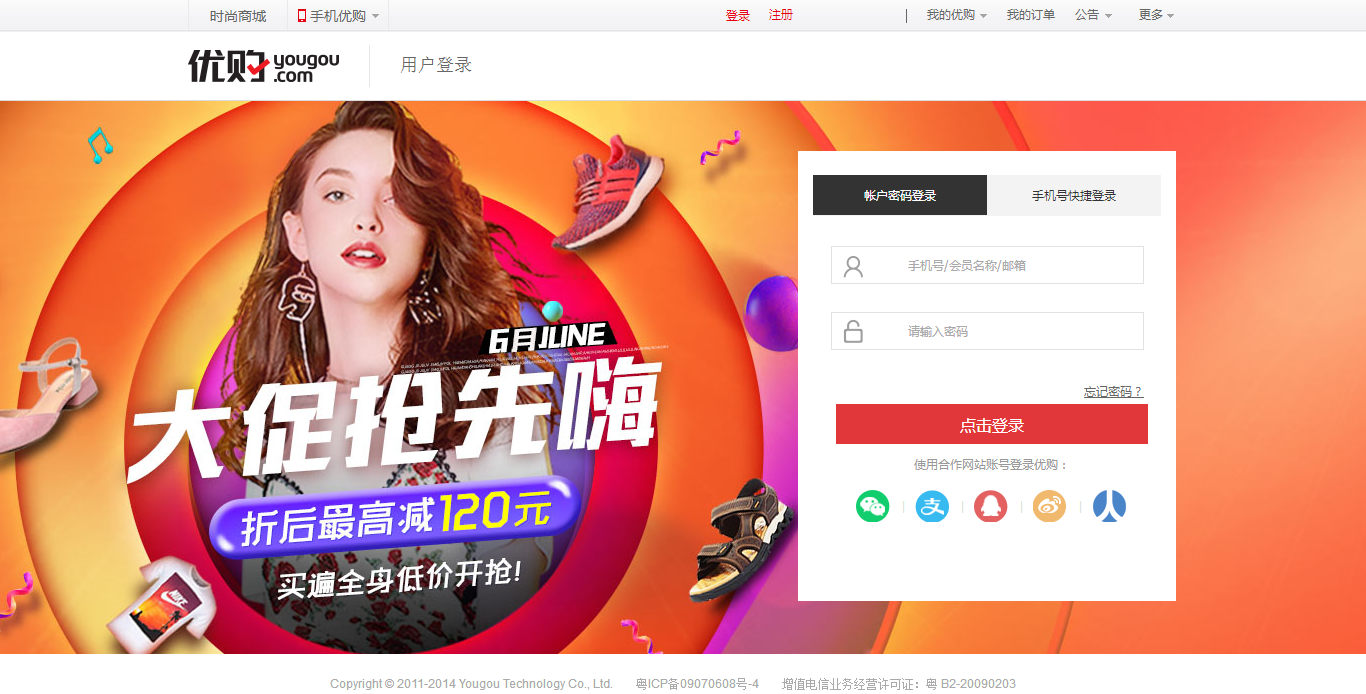 时尚商城 手机优购 登录 注册 我的优购 我的订单 公告 更多
优购 yougou.com 用户登录
帐户密码登录 手机号快捷登录
手机号/会员名称/邮箱
请输入密码
忘记密码？
点击登录
使用合作网站账号登录优购：
6月JUNE
大促抢先嗨
折后最高减120元
买遍全身低价开抢!
NIKE
Copyright © 2011-2014 Yougou Technology Co., Ltd. 粤ICP备09070608号-4 增值电信业务经营许可证：粤 B2-20090203